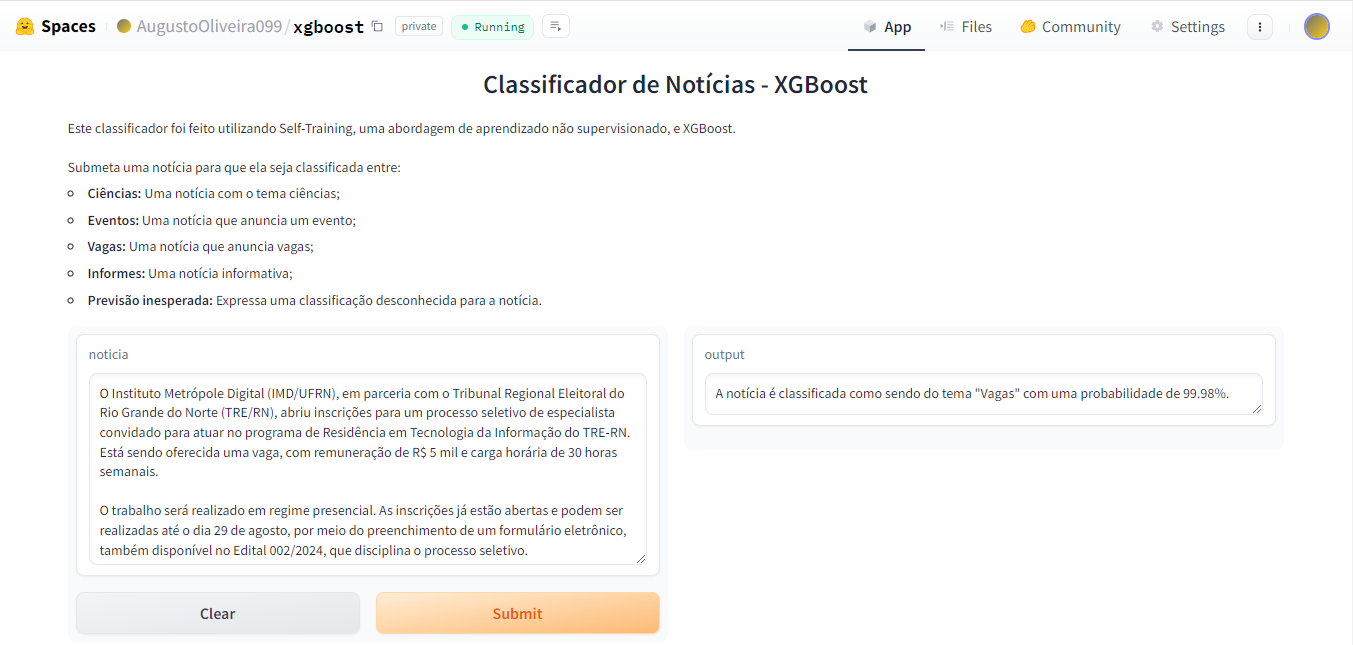 Spaces
AugustoOliveira099/xgboost
private
Running
App
Files
Community
Settings
Classificador de Notícias - XGBoost
Este classificador foi feito utilizando Self-Training, uma abordagem de aprendizado não supervisionado, e XGBoost.
Submeta uma notícia para que ela seja classificada entre:
Ciências: Uma notícia com o tema ciências;
Eventos: Uma notícia que anuncia um evento;
Vagas: Uma notícia que anuncia vagas;
Informes: Uma notícia informativa;
Previsão inesperada: Expressa uma classificação desconhecida para a notícia.
noticia
O Instituto Metrópole Digital (IMD/UFRN), em parceria com o Tribunal Regional Eleitoral do
Rio Grande do Norte (TRE/RN), abriu inscrições para um processo seletivo de especialista
convidado para atuar no programa de Residência em Tecnologia da Informação do TRE-RN.
Está sendo oferecida uma vaga, com remuneração de R$ 5 mil e carga horária de 30 horas
semanais.
O trabalho será realizado em regime presencial. As inscrições já estão abertas e podem ser
realizadas até o dia 29 de agosto, por meio do preenchimento de um formulário eletrônico,
também disponível no Edital 002/2024, que disciplina o processo seletivo.
Clear
Submit
output
A notícia é classificada como sendo do tema "Vagas" com uma probabilidade de 99.98%.